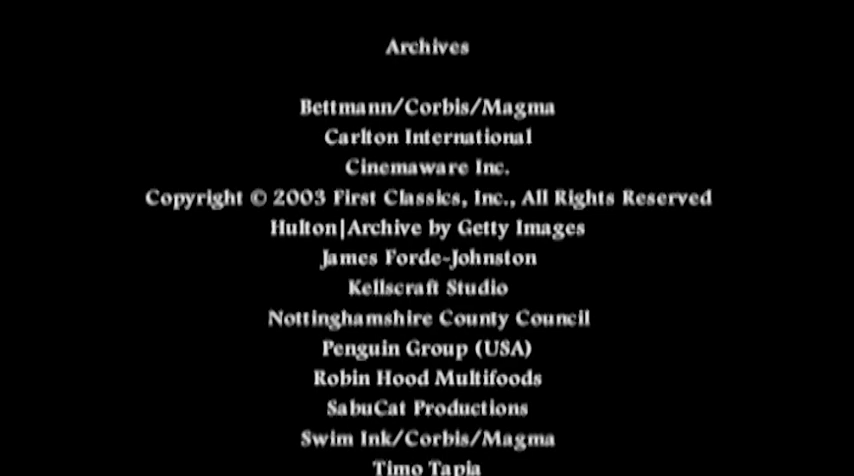 Archives
Bettmann/Corbis/Magma
Carlton International
Cinemaware Inc.
Copyright © 2003 First Classics, Inc., All Rights Reserved
Hulton|Archive by Getty Images
James Forde-Johnston
Kellscraft Studio
Nottinghamshire County Council
Penguin Group (USA)
Robin Hood Multifoods
SabuCat Productions
Swim Ink/Corbis/Magma
Timo Tapia